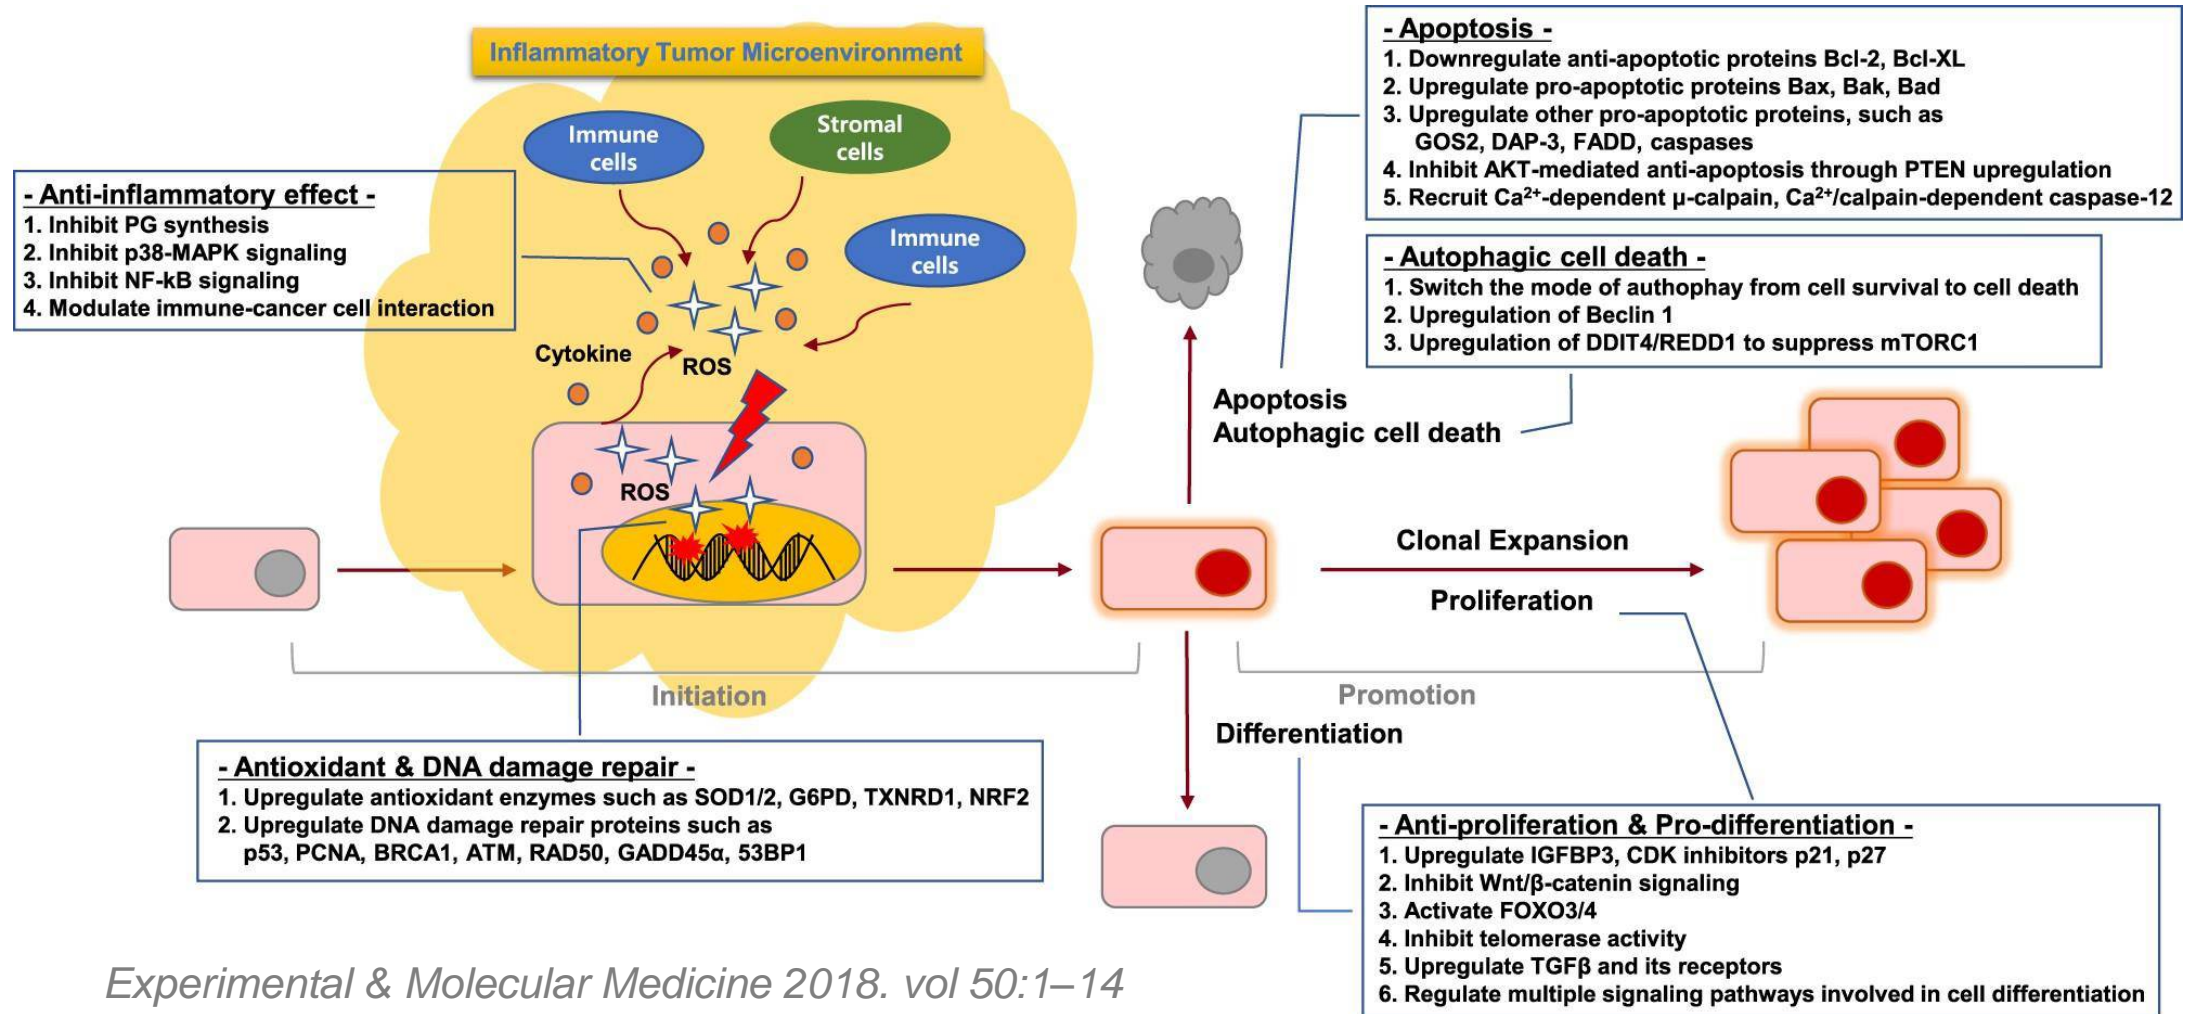 Inflammatory Tumor Microenvironment
Immune
cells
Stromal
cells
Immune
cells
- Anti-inflammatory effect -
1. Inhibit PG synthesis
2. Inhibit p38-MAPK signaling
3. Inhibit NF-kB signaling
4. Modulate immune-cancer cell interaction
Cytokine
ROS
ROS
- Apoptosis -
1. Downregulate anti-apoptotic proteins Bcl-2, Bcl-XL
2. Upregulate pro-apoptotic proteins Bax, Bak, Bad
3. Upregulate other pro-apoptotic proteins, such as
GOS2, DAP-3, FADD, caspases
4. Inhibit AKT-mediated anti-apoptosis through PTEN upregulation
5. Recruit Ca²⁺-dependent μ-calpain, Ca²⁺/calpain-dependent caspase-12
- Autophagic cell death -
1. Switch the mode of authophay from cell survival to cell death
2. Upregulation of Beclin 1
3. Upregulation of DDIT4/REDD1 to suppress mTORC1
Apoptosis
Autophagic cell death
Clonal Expansion
Proliferation
Initiation
Promotion
Differentiation
- Antioxidant & DNA damage repair -
1. Upregulate antioxidant enzymes such as SOD1/2, G6PD, TXNRD1, NRF2
2. Upregulate DNA damage repair proteins such as
p53, PCNA, BRCA1, ATM, RAD50, GADD45α, 53BP1
- Anti-proliferation & Pro-differentiation -
1. Upregulate IGFBP3, CDK inhibitors p21, p27
2. Inhibit Wnt/β-catenin signaling
3. Activate FOXO3/4
4. Inhibit telomerase activity
5. Upregulate TGFβ and its receptors
6. Regulate multiple signaling pathways involved in cell differentiation
Experimental & Molecular Medicine 2018. vol 50:1–14